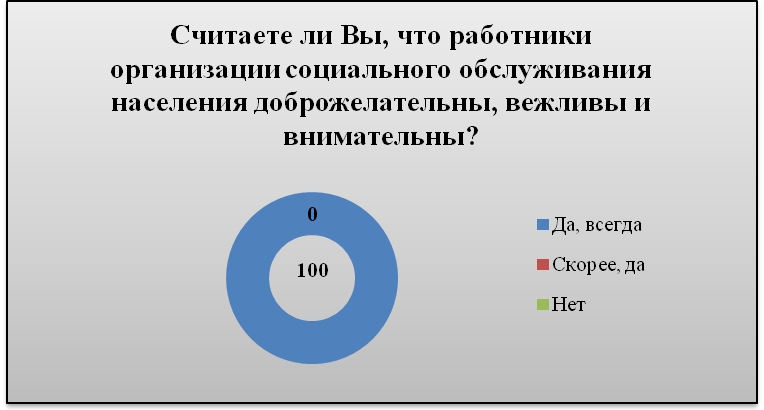 Считаете ли Вы, что работники
организации социального обслуживания
населения доброжелательны, вежливы и
внимательны?
0
100
Да, всегда
Скорее, да
Нет